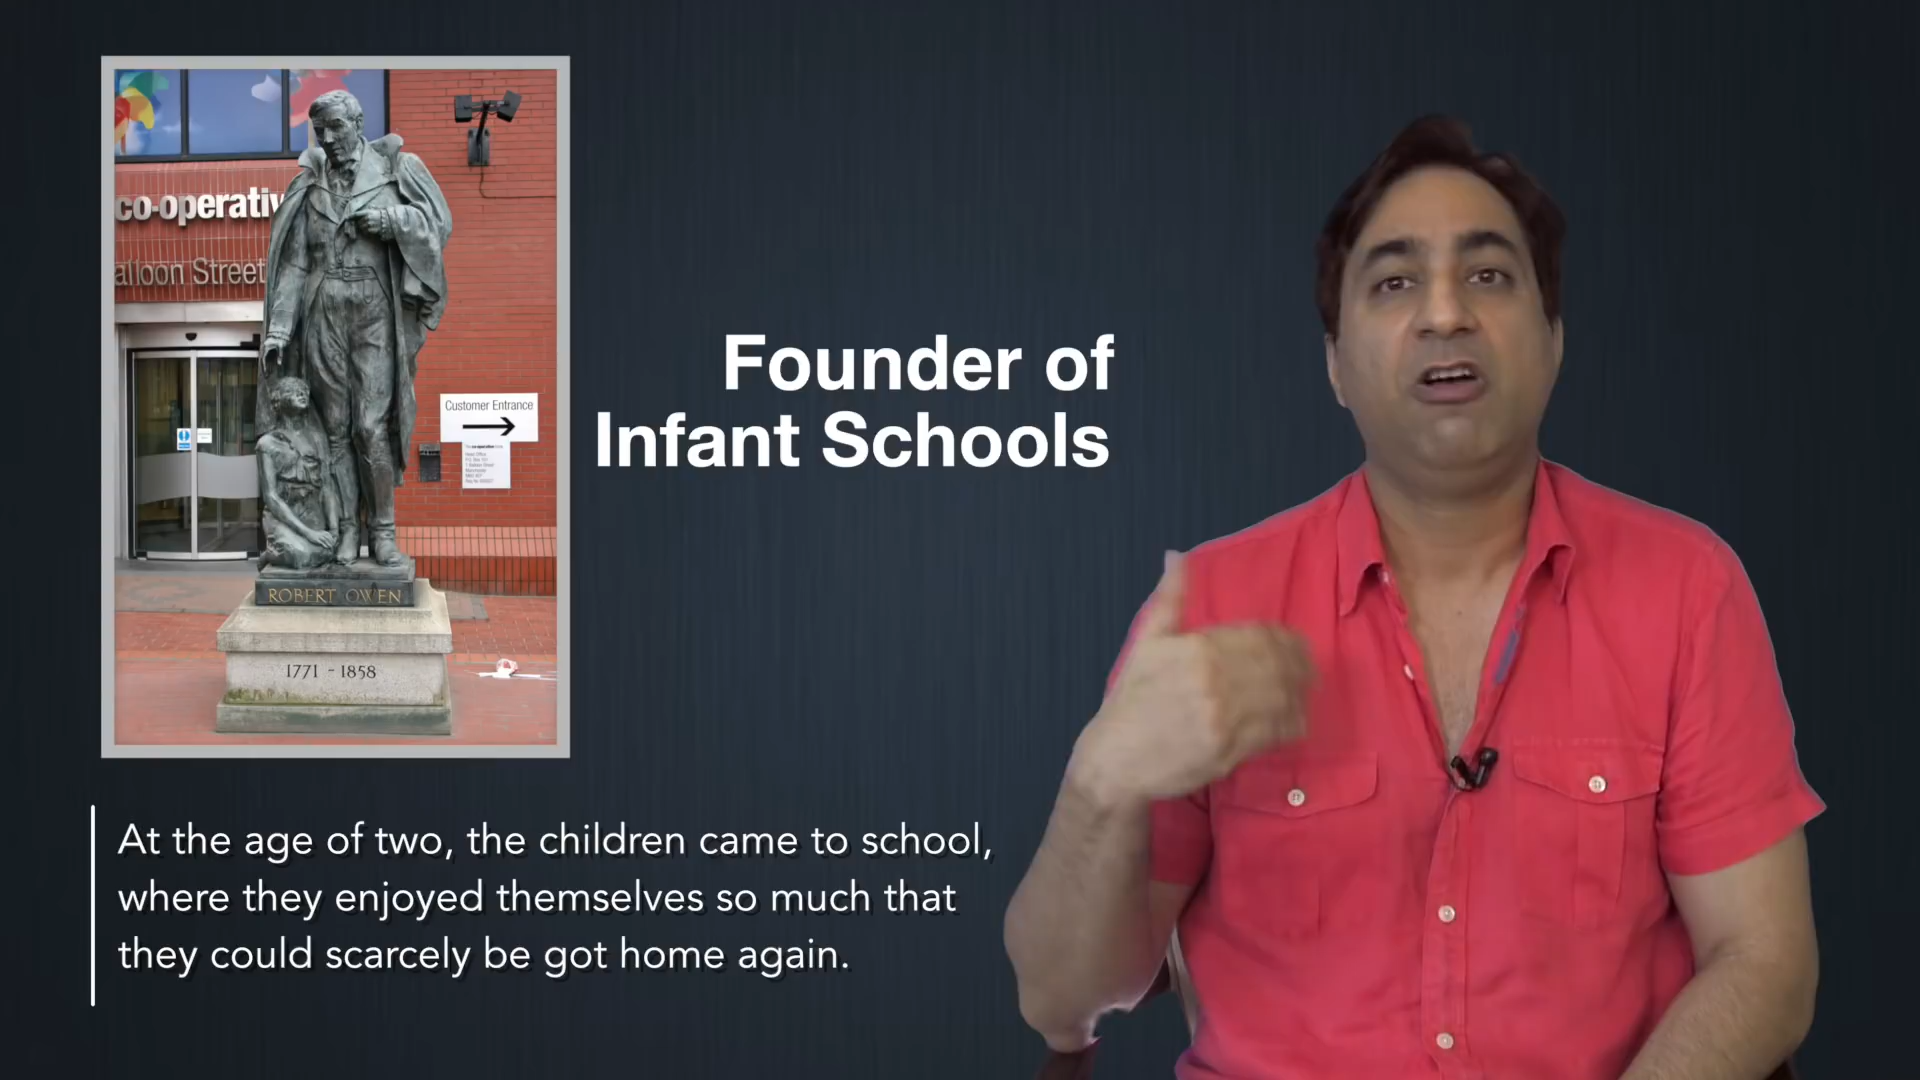 co-operativ
alloon Street
Customer Entrance
ROBERT OWEN
1771 - 1858
Founder of
Infant Schools
At the age of two, the children came to school,
where they enjoyed themselves so much that
they could scarcely be got home again.